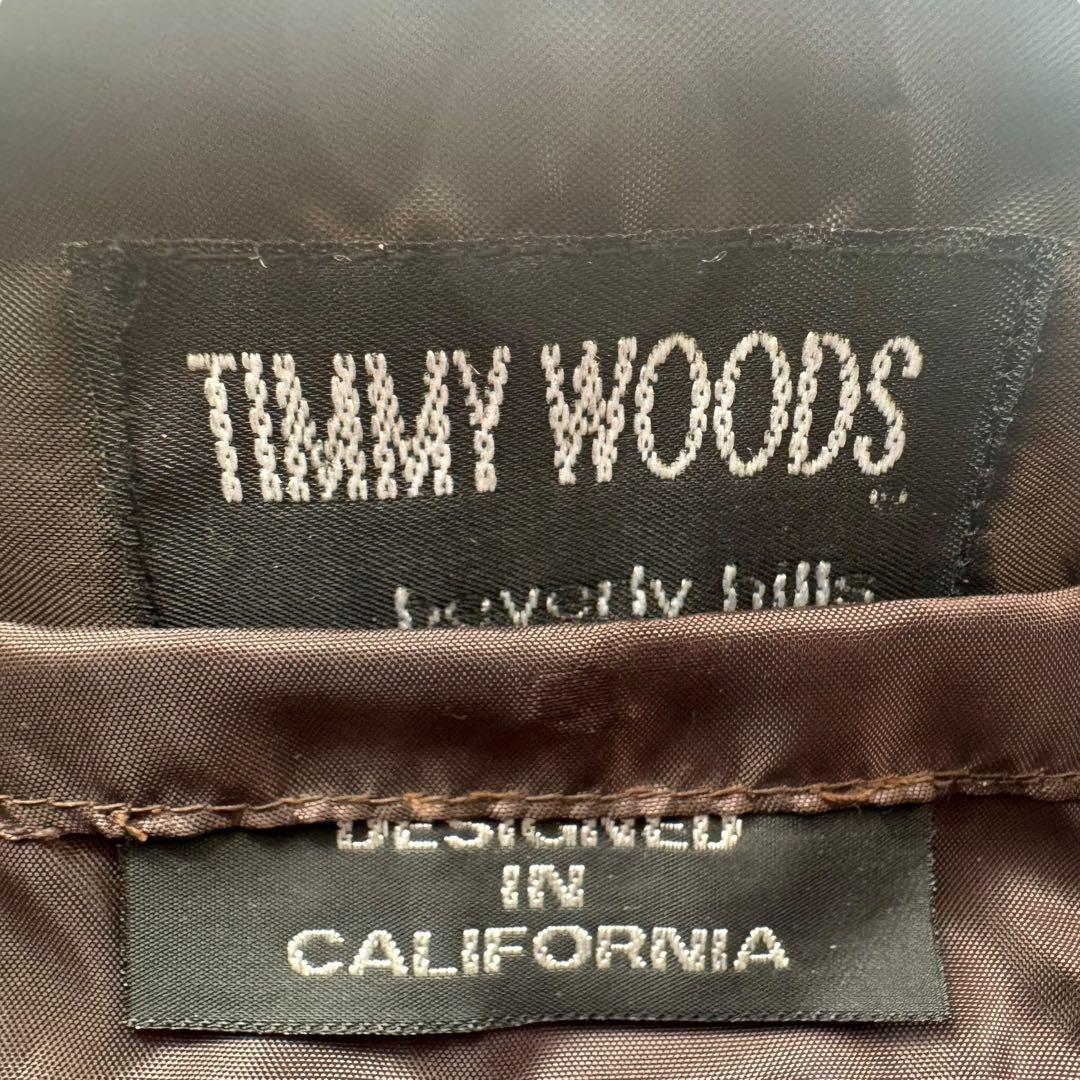 TIMMY WOODS
beverly hills
DESIGNED
IN
CALIFORNIA